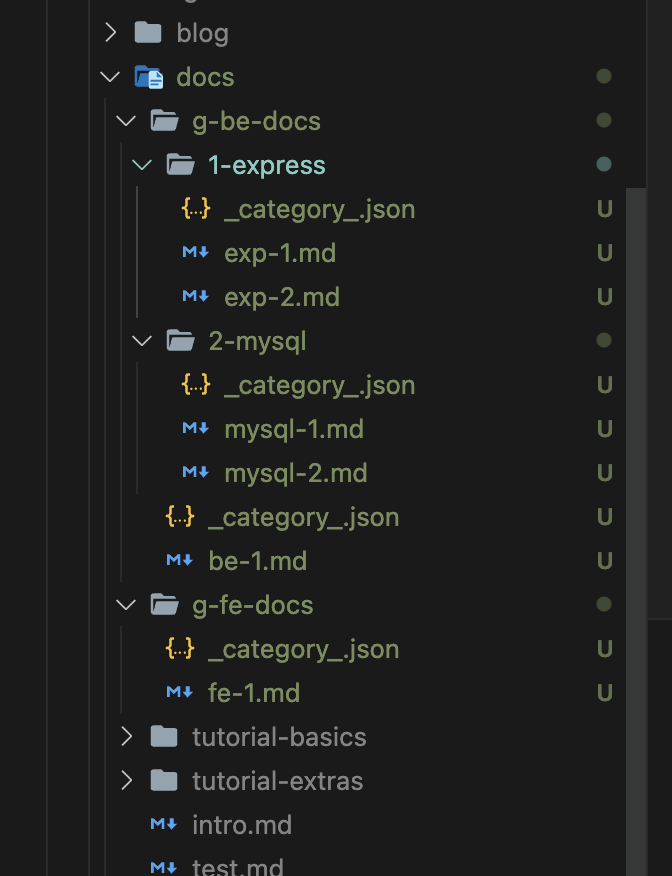 blog
docs
g-be-docs
1-express
{..} _category_.json U
M exp-1.md U
M exp-2.md U
2-mysql
{..} _category_.json U
M mysql-1.md U
M mysql-2.md U
{..} _category_.json U
M be-1.md U
g-fe-docs
{..} _category_.json U
M fe-1.md U
tutorial-basics
tutorial-extras
M intro.md
M test.md